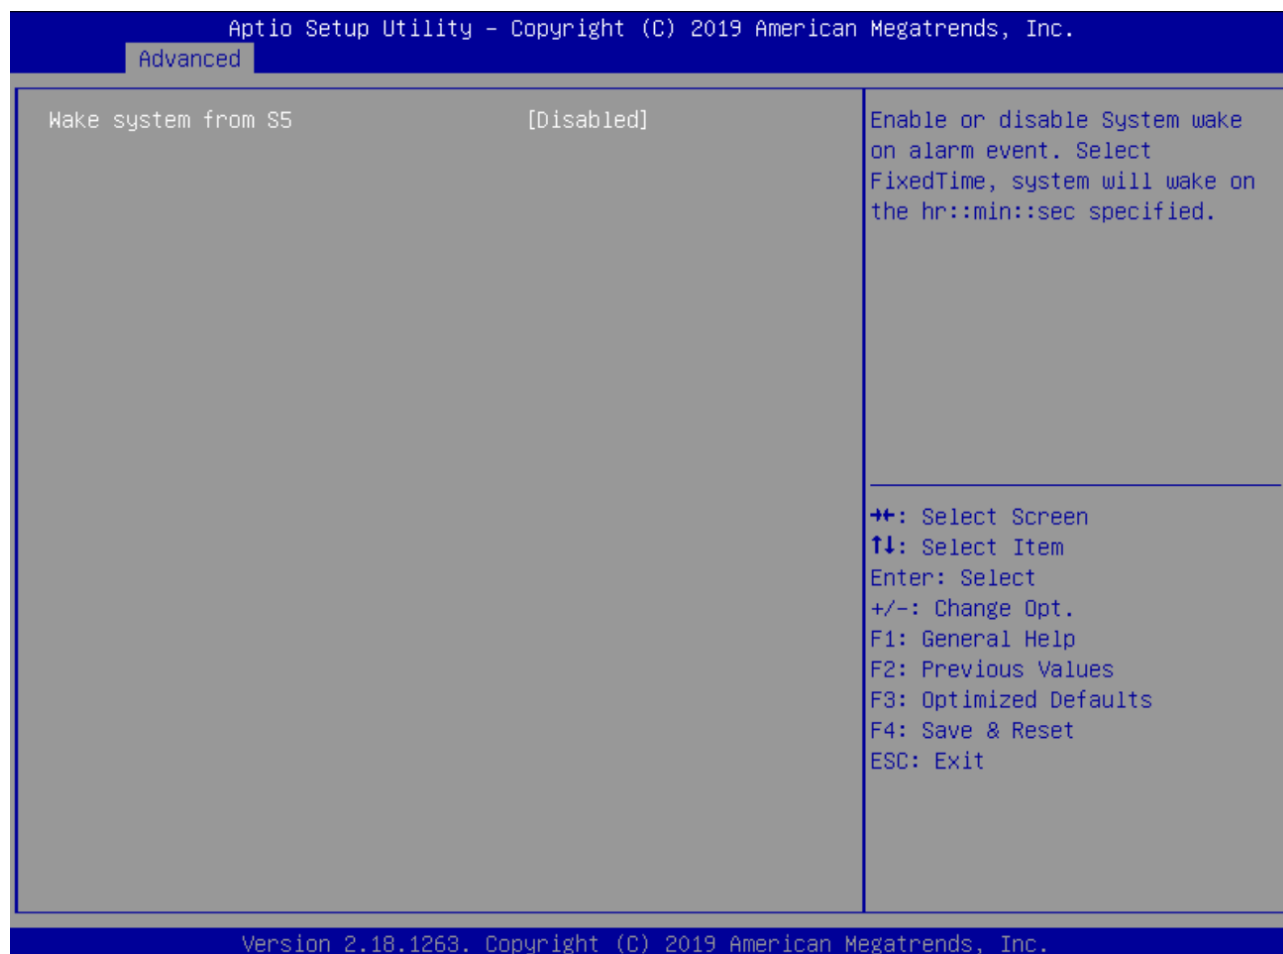 Aptio Setup Utility – Copyright (C) 2019 American Megatrends, Inc.
Advanced
Wake system from S5 [Disabled]
Enable or disable System wake
on alarm event. Select
FixedTime, system will wake on
the hr::min::sec specified.
→←: Select Screen
↑↓: Select Item
Enter: Select
+/-: Change Opt.
F1: General Help
F2: Previous Values
F3: Optimized Defaults
F4: Save & Reset
ESC: Exit
Version 2.18.1263. Copyright (C) 2019 American Megatrends, Inc.